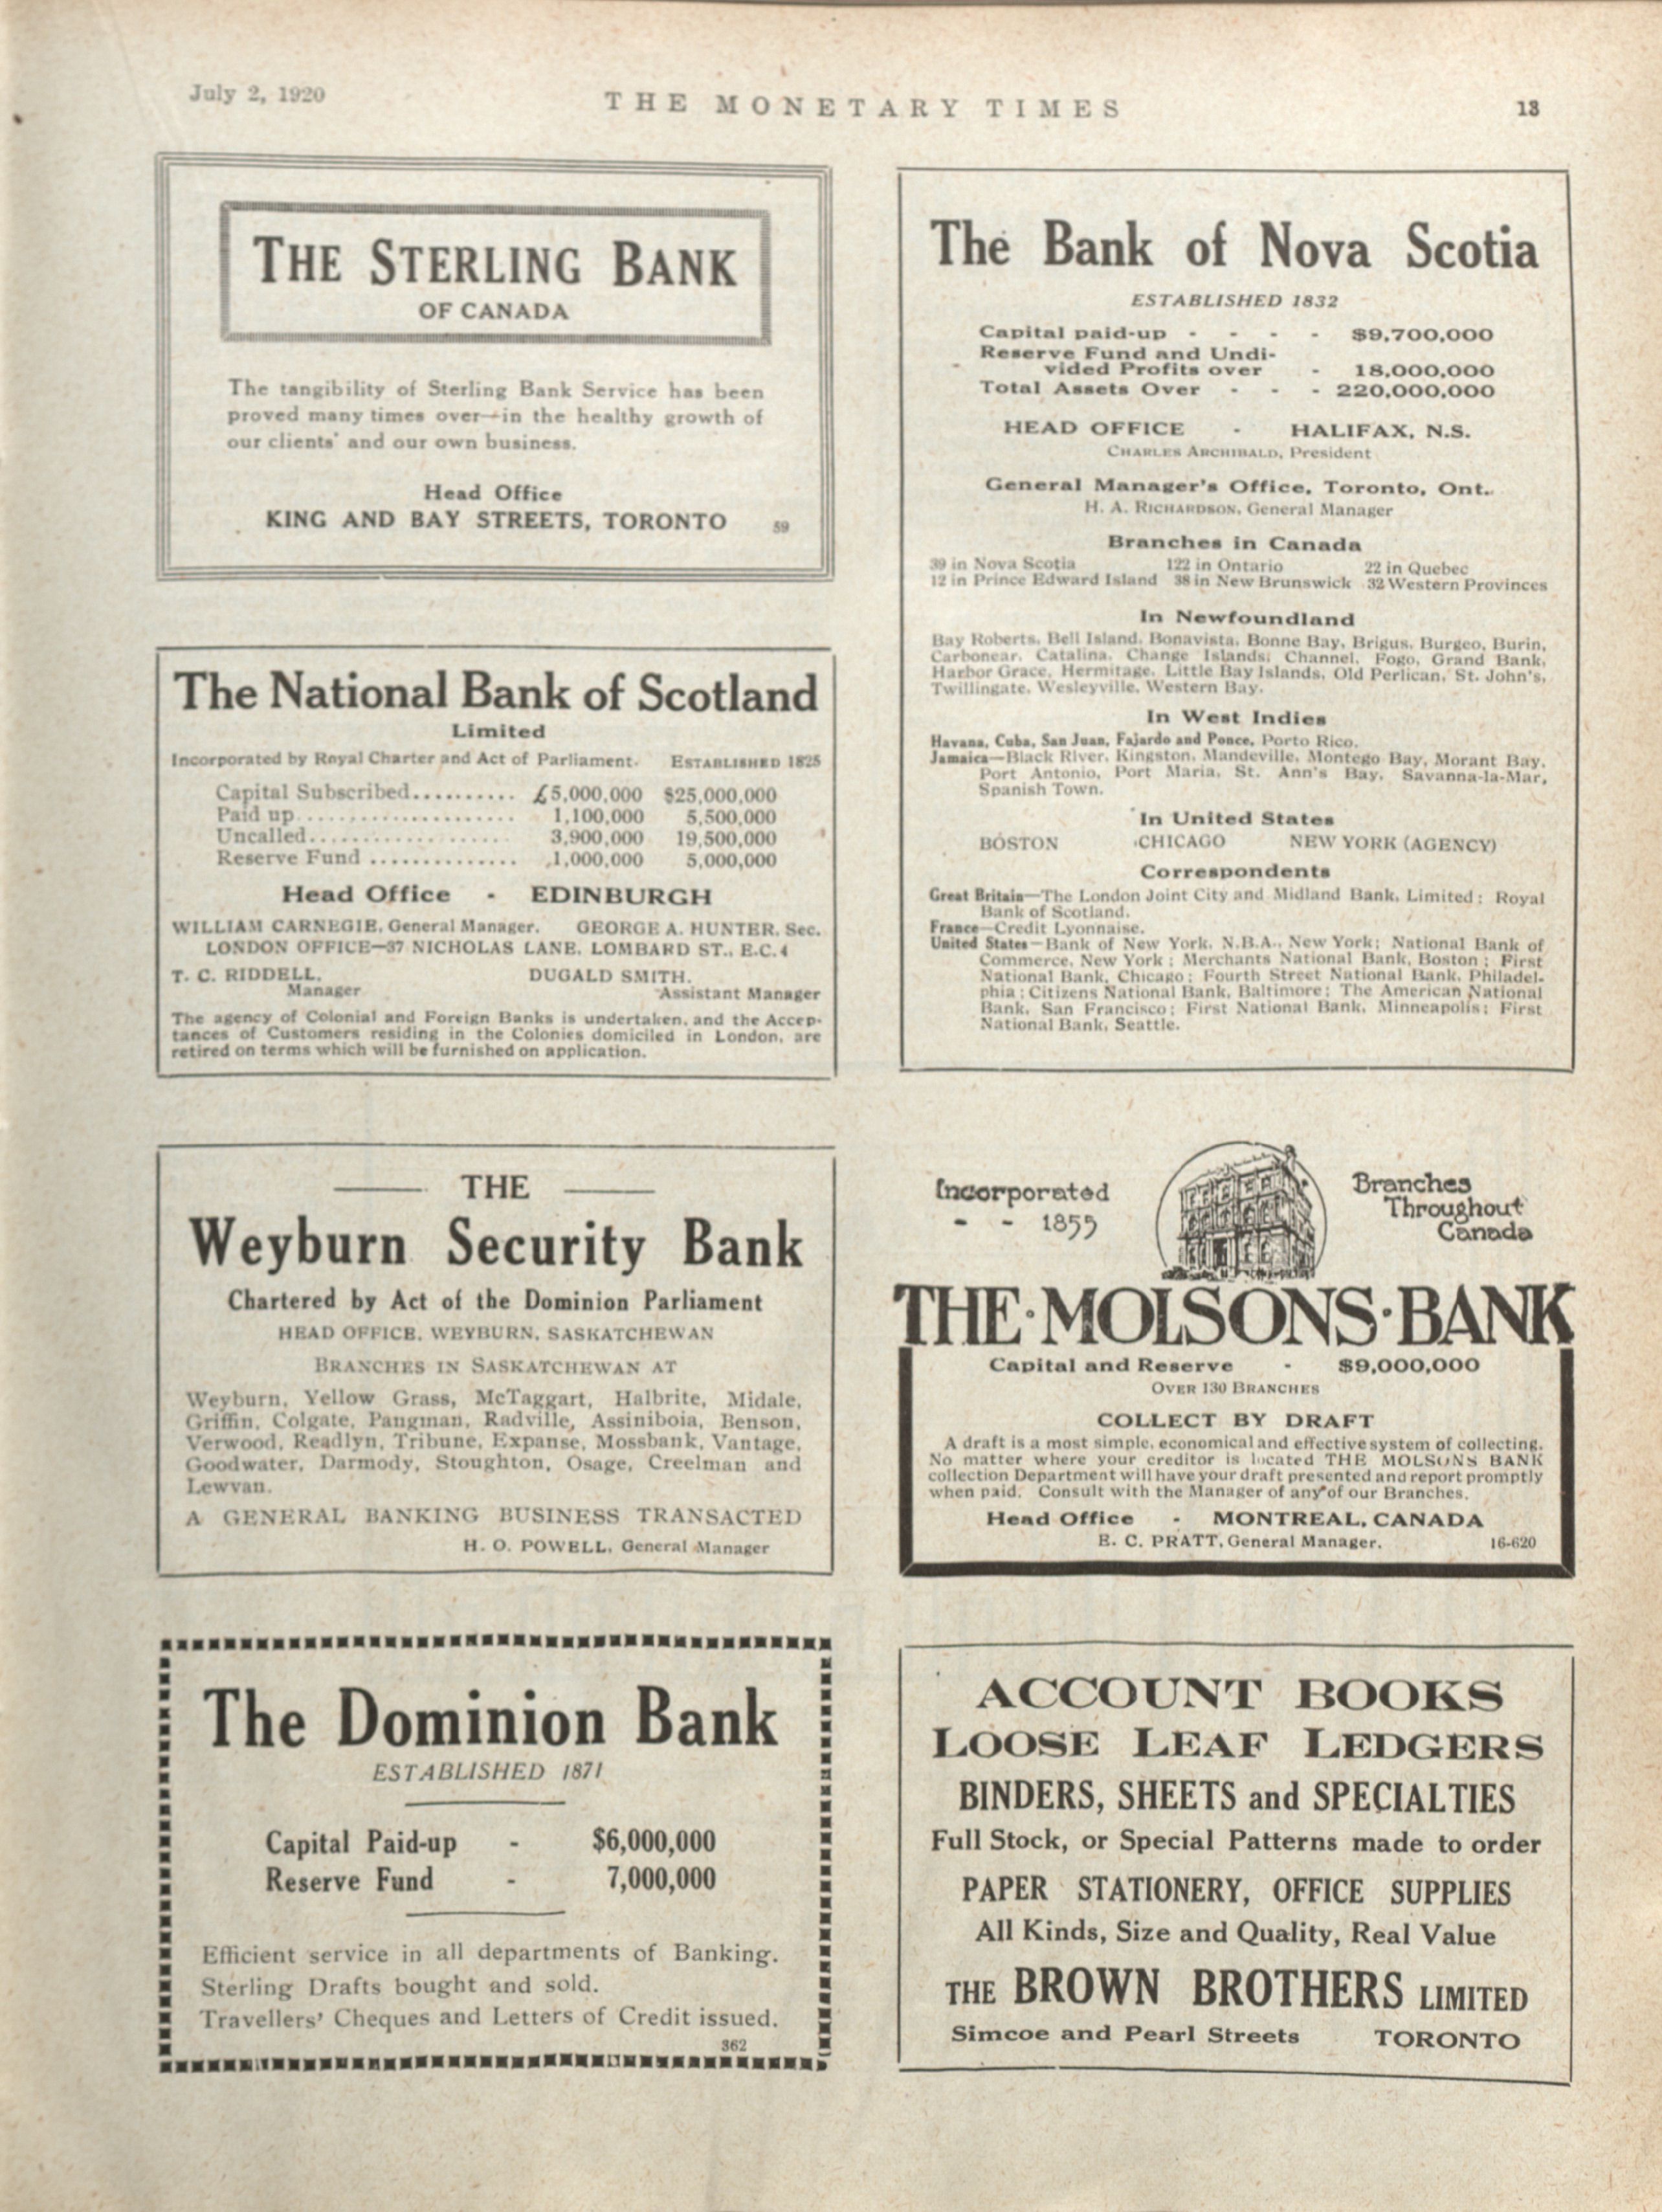 July 2, 1920
THE MONETARY TIMES
13
THE STERLING BANK
OF CANADA
The tangibility of Sterling Bank Service has been
proved many times over—in the healthy growth of
our clients' and our own business.
Head Office
KING AND BAY STREETS, TORONTO 59
The National Bank of Scotland
Limited
Incorporated by Royal Charter and Act of Parliament. ESTABLISHED 1825
Capital Subscribed.......... £5,000,000 $25,000,000
Paid up..................... 1,100,000 5,500,000
Uncalled.................... 3,900,000 19,500,000
Reserve Fund .............. 1,000,000 5,000,000
Head Office - EDINBURGH
WILLIAM CARNEGIE, General Manager. GEORGE A. HUNTER, Sec.
LONDON OFFICE—37 NICHOLAS LANE, LOMBARD ST., E.C.4
T. C. RIDDELL, DUGALD SMITH,
Manager Assistant Manager
The agency of Colonial and Foreign Banks is undertaken, and the Accep-
tances of Customers residing in the Colonies domiciled in London, are
retired on terms which will be furnished on application.
THE
Weyburn Security Bank
Chartered by Act of the Dominion Parliament
HEAD OFFICE, WEYBURN, SASKATCHEWAN
BRANCHES IN SASKATCHEWAN AT
Weyburn, Yellow Grass, McTaggart, Halbrite, Midale,
Griffin, Colgate, Pangman, Radville, Assiniboia, Benson,
Verwood, Readlyn, Tribune, Expanse, Mossbank, Vantage,
Goodwater, Darmody, Stoughton, Osage, Creelman and
Lewvan.
A GENERAL BANKING BUSINESS TRANSACTED
H. O. POWELL, General Manager
The Dominion Bank
ESTABLISHED 1871
Capital Paid-up - $6,000,000
Reserve Fund - 7,000,000
Efficient service in all departments of Banking.
Sterling Drafts bought and sold.
Travellers' Cheques and Letters of Credit issued.
362
The Bank of Nova Scotia
ESTABLISHED 1832
Capital paid-up - - - - $9,700,000
Reserve Fund and Undi-
vided Profits over - 18,000,000
Total Assets Over - - - 220,000,000
HEAD OFFICE - HALIFAX, N.S.
CHARLES ARCHIBALD, President
General Manager's Office, Toronto, Ont.
H. A. RICHARDSON, General Manager
Branches in Canada
39 in Nova Scotia 122 in Ontario 22 in Quebec
12 in Prince Edward Island 38 in New Brunswick 32 Western Provinces
In Newfoundland
Bay Roberts, Bell Island, Bonavista, Bonne Bay, Brigus, Burgeo, Burin,
Carbonear, Catalina, Change Islands, Channel, Fogo, Grand Bank,
Harbor Grace, Hermitage, Little Bay Islands, Old Perlican, St. John's,
Twillingate, Wesleyville, Western Bay.
In West Indies
Havana, Cuba, San Juan, Fajardo and Ponce, Porto Rico.
Jamaica—Black River, Kingston, Mandeville, Montego Bay, Morant Bay,
Port Antonio, Port Maria, St. Ann's Bay, Savanna-la-Mar,
Spanish Town.
In United States
BOSTON CHICAGO NEW YORK (AGENCY)
Correspondents
Great Britain—The London Joint City and Midland Bank, Limited; Royal
Bank of Scotland.
France—Credit Lyonnaise.
United States—Bank of New York, N.B.A., New York; National Bank of
Commerce, New York; Merchants National Bank, Boston; First
National Bank, Chicago; Fourth Street National Bank, Philadel-
phia; Citizens National Bank, Baltimore; The American National
Bank, San Francisco; First National Bank, Minneapolis; First
National Bank, Seattle.
Incorporated
- - 1855
Branches
Throughout
Canada
THE·MOLSONS·BANK
Capital and Reserve - $9,000,000
OVER 130 BRANCHES
COLLECT BY DRAFT
A draft is a most simple, economical and effective system of collecting.
No matter where your creditor is located THE MOLSONS BANK
collection Department will have your draft presented and report promptly
when paid. Consult with the Manager of any of our Branches.
Head Office - MONTREAL, CANADA
E. C. PRATT, General Manager. 16-620
ACCOUNT BOOKS
LOOSE LEAF LEDGERS
BINDERS, SHEETS and SPECIALTIES
Full Stock, or Special Patterns made to order
PAPER STATIONERY, OFFICE SUPPLIES
All Kinds, Size and Quality, Real Value
THE BROWN BROTHERS LIMITED
Simcoe and Pearl Streets TORONTO